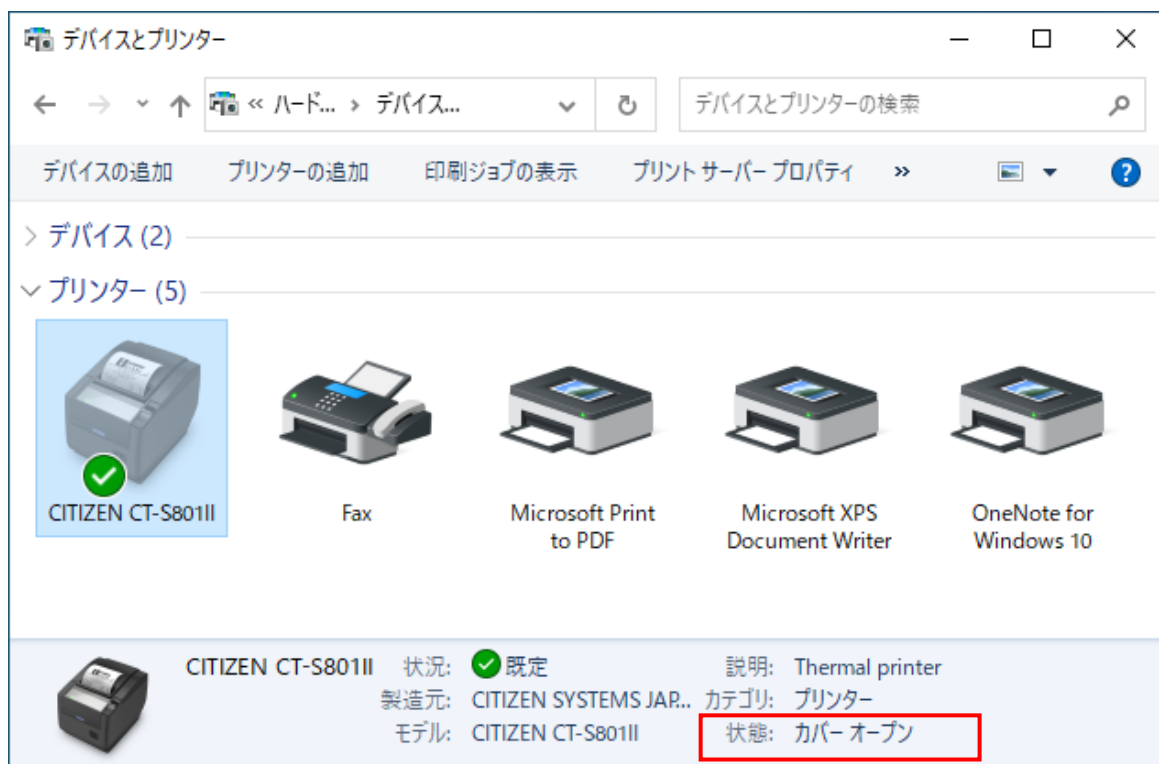 デバイスとプリンター
« ハード... › デバイス...
デバイスとプリンターの検索
デバイスの追加 プリンターの追加 印刷ジョブの表示 プリント サーバー プロパティ »
デバイス (2)
プリンター (5)
CITIZEN CT-S801II
Fax
Microsoft Print
to PDF
Microsoft XPS
Document Writer
OneNote for
Windows 10
CITIZEN CT-S801II 状況: 既定 説明: Thermal printer
製造元: CITIZEN SYSTEMS JAP... カテゴリ: プリンター
モデル: CITIZEN CT-S801II 状態: カバー オープン